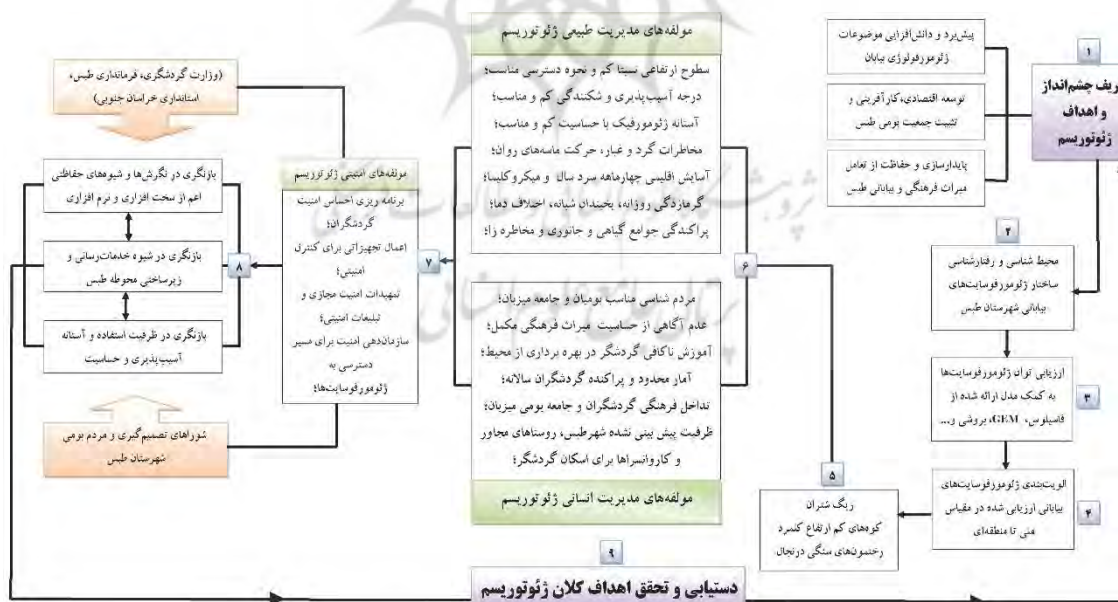 ۱
ریف چشم‌انداز
و اهداف
ژئوتوریسم
پیش‌برد و دانش‌افزایی موضوعات
ژئومورفولوژی بیابان
توسعه اقتصادی، کارآفرینی و
تثبیت جمعیت بومی طبس
پایدارسازی و حفاظت از تعامل
میراث فرهنگی و بیابانی طبس
۲
محیط شناسی و رفتارشناسی
ساختار ژئومورفوسایت‌های
بیابانی شهرستان طبس
۳
ارزیابی توان ژئومورفوسایت‌ها
به کمک مدل ارائه شده از
فاسیلوس، GEM، بروشی و...
۴
الویت‌بندی ژئومورفوسایت‌های
بیابانی ارزیابی شده در مقیاس
ملی تا منطقه‌ای
۵
ریگ شتران
کوه‌های کم ارتفاع کلمرد
رخنمون‌های سنگی درنجال
۶
مولفه‌های مدیریت طبیعی ژئوتوریسم
سطوح ارتفاعی نسبتا کم و نحوه دسترسی مناسب؛
درجه آسیب‌پذیری و شکنندگی کم و مناسب؛
آستانه ژئومورفیک با حساسیت کم و مناسب؛
مخاطرات گرد و غبار، حرکت ماسه‌های روان؛
آسایش اقلیمی چهارماهه سرد سال و میکروکلیما؛
گرمازدگی روزانه، یخبندان شبانه، اختلاف دما؛
پراکندگی جوامع گیاهی و جانوری و مخاطره زا؛
مردم شناسی مناسب بومیان و جامعه میزبان؛
عدم آگاهی از حساسیت میراث فرهنگی مکمل؛
آموزش ناکافی گردشگر در بهره برداری از محیط؛
آمار محدود و پراکنده گردشگران سالانه؛
تداخل فرهنگی گردشگران و جامعه بومی میزبان؛
ظرفیت پیش بینی نشده شهرطبس، روستاهای مجاور
و کاروانسراها برای اسکان گردشگر؛
مولفه‌های مدیریت انسانی ژئوتوریسم
۷
مولفه‌های امنیتی ژئوتوریسم
برنامه ریزی احساس امنیت
گردشگران؛
اعمال تجهیزاتی برای کنترل
امنیتی؛
تمهیدات امنیت مجازی و
تبلیغات امنیتی؛
سازمان‌دهی امنیت برای مسیر
دسترسی به
ژئومورفوسایت‌ها؛
۸
(وزارت گردشگری، فرمانداری طبس،
استانداری خراسان جنوبی)
بازنگری در نگرش‌ها و شیوه‌های حفاظتی
اعم از سخت افزاری و نرم افزاری
بازنگری در شیوه خدمات‌رسانی و
زیرساختی محوطه طبس
بازنگری در ظرفیت استفاده و آستانه
آسیب‌پذیری و حساسیت
شوراهای تصمیم‌گیری و مردم بومی
شهرستان طبس
۹
دستیابی و تحقق اهداف کلان ژئوتوریسم